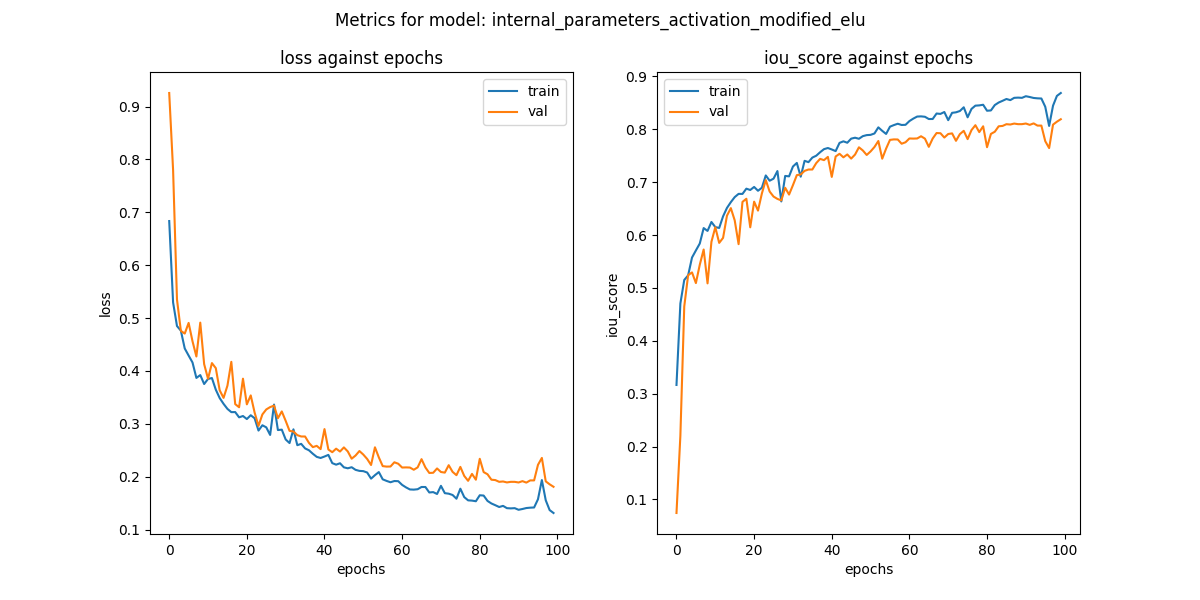 Metrics for model: internal_parameters_activation_modified_elu
loss against epochs
train
val
0.9
0.8
0.7
0.6
0.5
0.4
0.3
0.2
0.1
loss
0 20 40 60 80 100
epochs
iou_score against epochs
train
val
0.9
0.8
0.7
0.6
0.5
0.4
0.3
0.2
0.1
iou_score
0 20 40 60 80 100
epochs